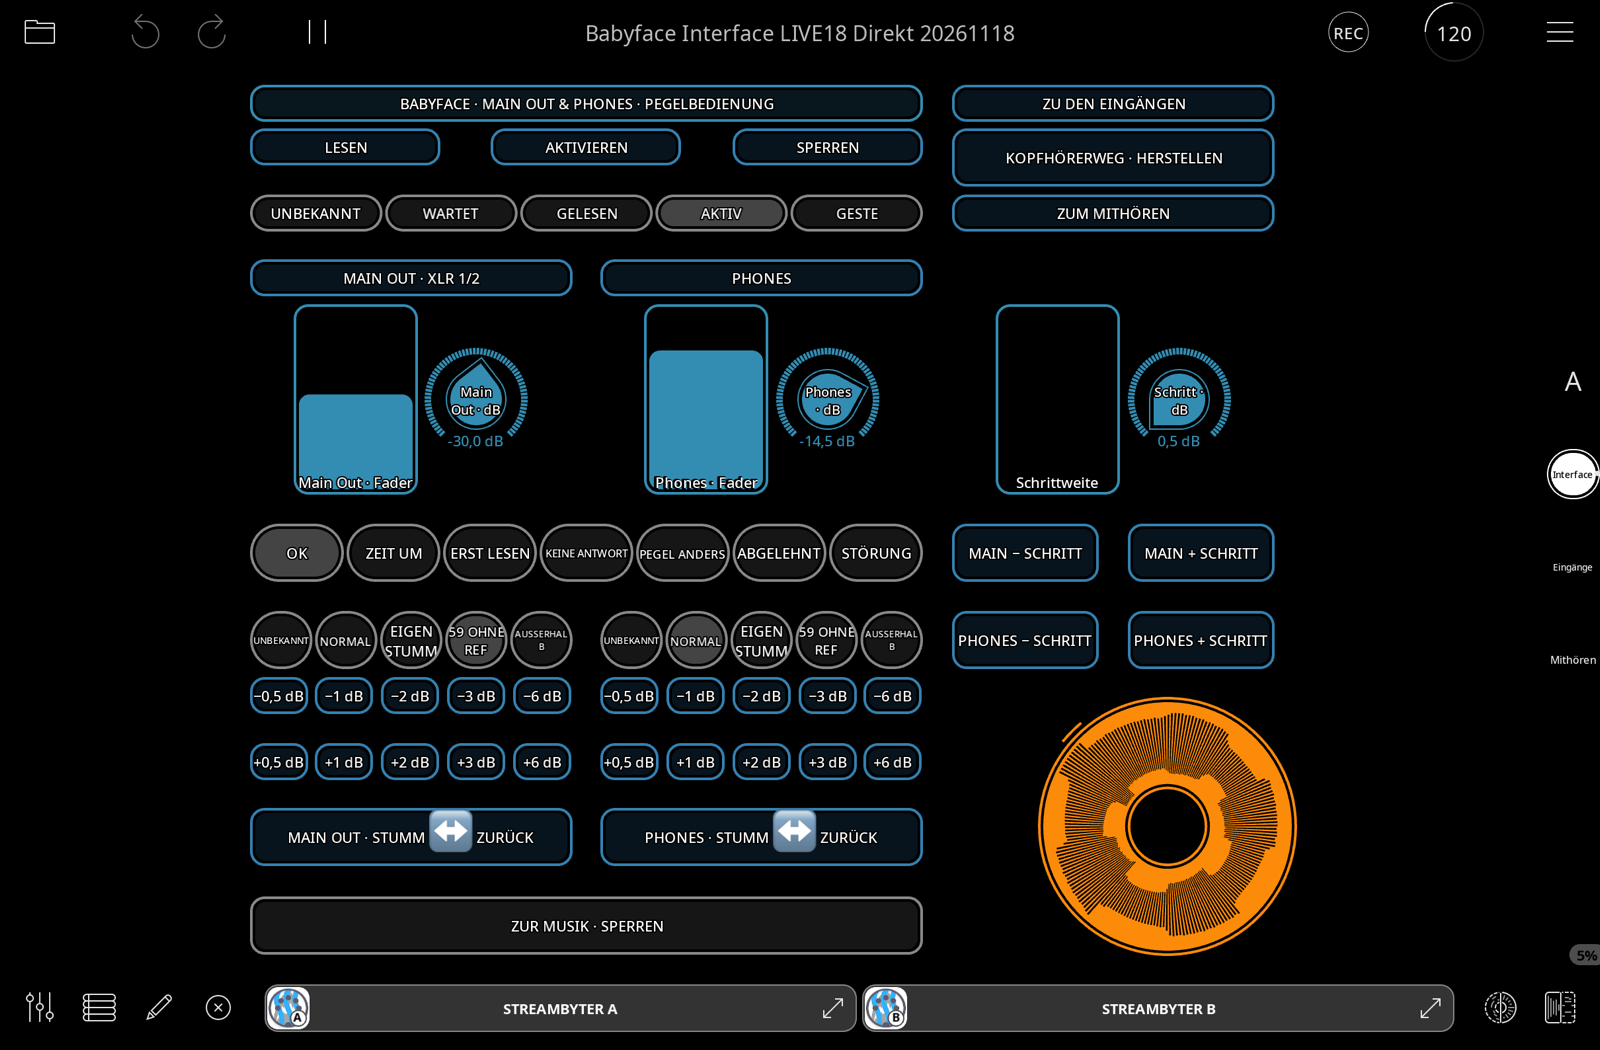 Babyface Interface LIVE18 Direkt 20261118
REC
120
BABYFACE · MAIN OUT & PHONES · PEGELBEDIENUNG
ZU DEN EINGÄNGEN
LESEN
AKTIVIEREN
SPERREN
KOPFHÖRERWEG · HERSTELLEN
UNBEKANNT
WARTET
GELESEN
AKTIV
GESTE
ZUM MITHÖREN
MAIN OUT · XLR 1/2
PHONES
Main
Out · dB
-30,0 dB
Main Out · Fader
Phones
· dB
-14,5 dB
Phones · Fader
Schritt ·
dB
0,5 dB
Schrittweite
A
Interface
Eingänge
Mithören
OK
ZEIT UM
ERST LESEN
KEINE ANTWORT
PEGEL ANDERS
ABGELEHNT
STÖRUNG
MAIN − SCHRITT
MAIN + SCHRITT
UNBEKANNT
NORMAL
EIGEN
STUMM
59 OHNE
REF
AUSSERHAL
B
UNBEKANNT
NORMAL
EIGEN
STUMM
59 OHNE
REF
AUSSERHAL
B
PHONES − SCHRITT
PHONES + SCHRITT
−0,5 dB
−1 dB
−2 dB
−3 dB
−6 dB
−0,5 dB
−1 dB
−2 dB
−3 dB
−6 dB
+0,5 dB
+1 dB
+2 dB
+3 dB
+6 dB
+0,5 dB
+1 dB
+2 dB
+3 dB
+6 dB
MAIN OUT · STUMM ↔️ ZURÜCK
PHONES · STUMM ↔️ ZURÜCK
ZUR MUSIK · SPERREN
5%
A
STREAMBYTER A
B
STREAMBYTER B